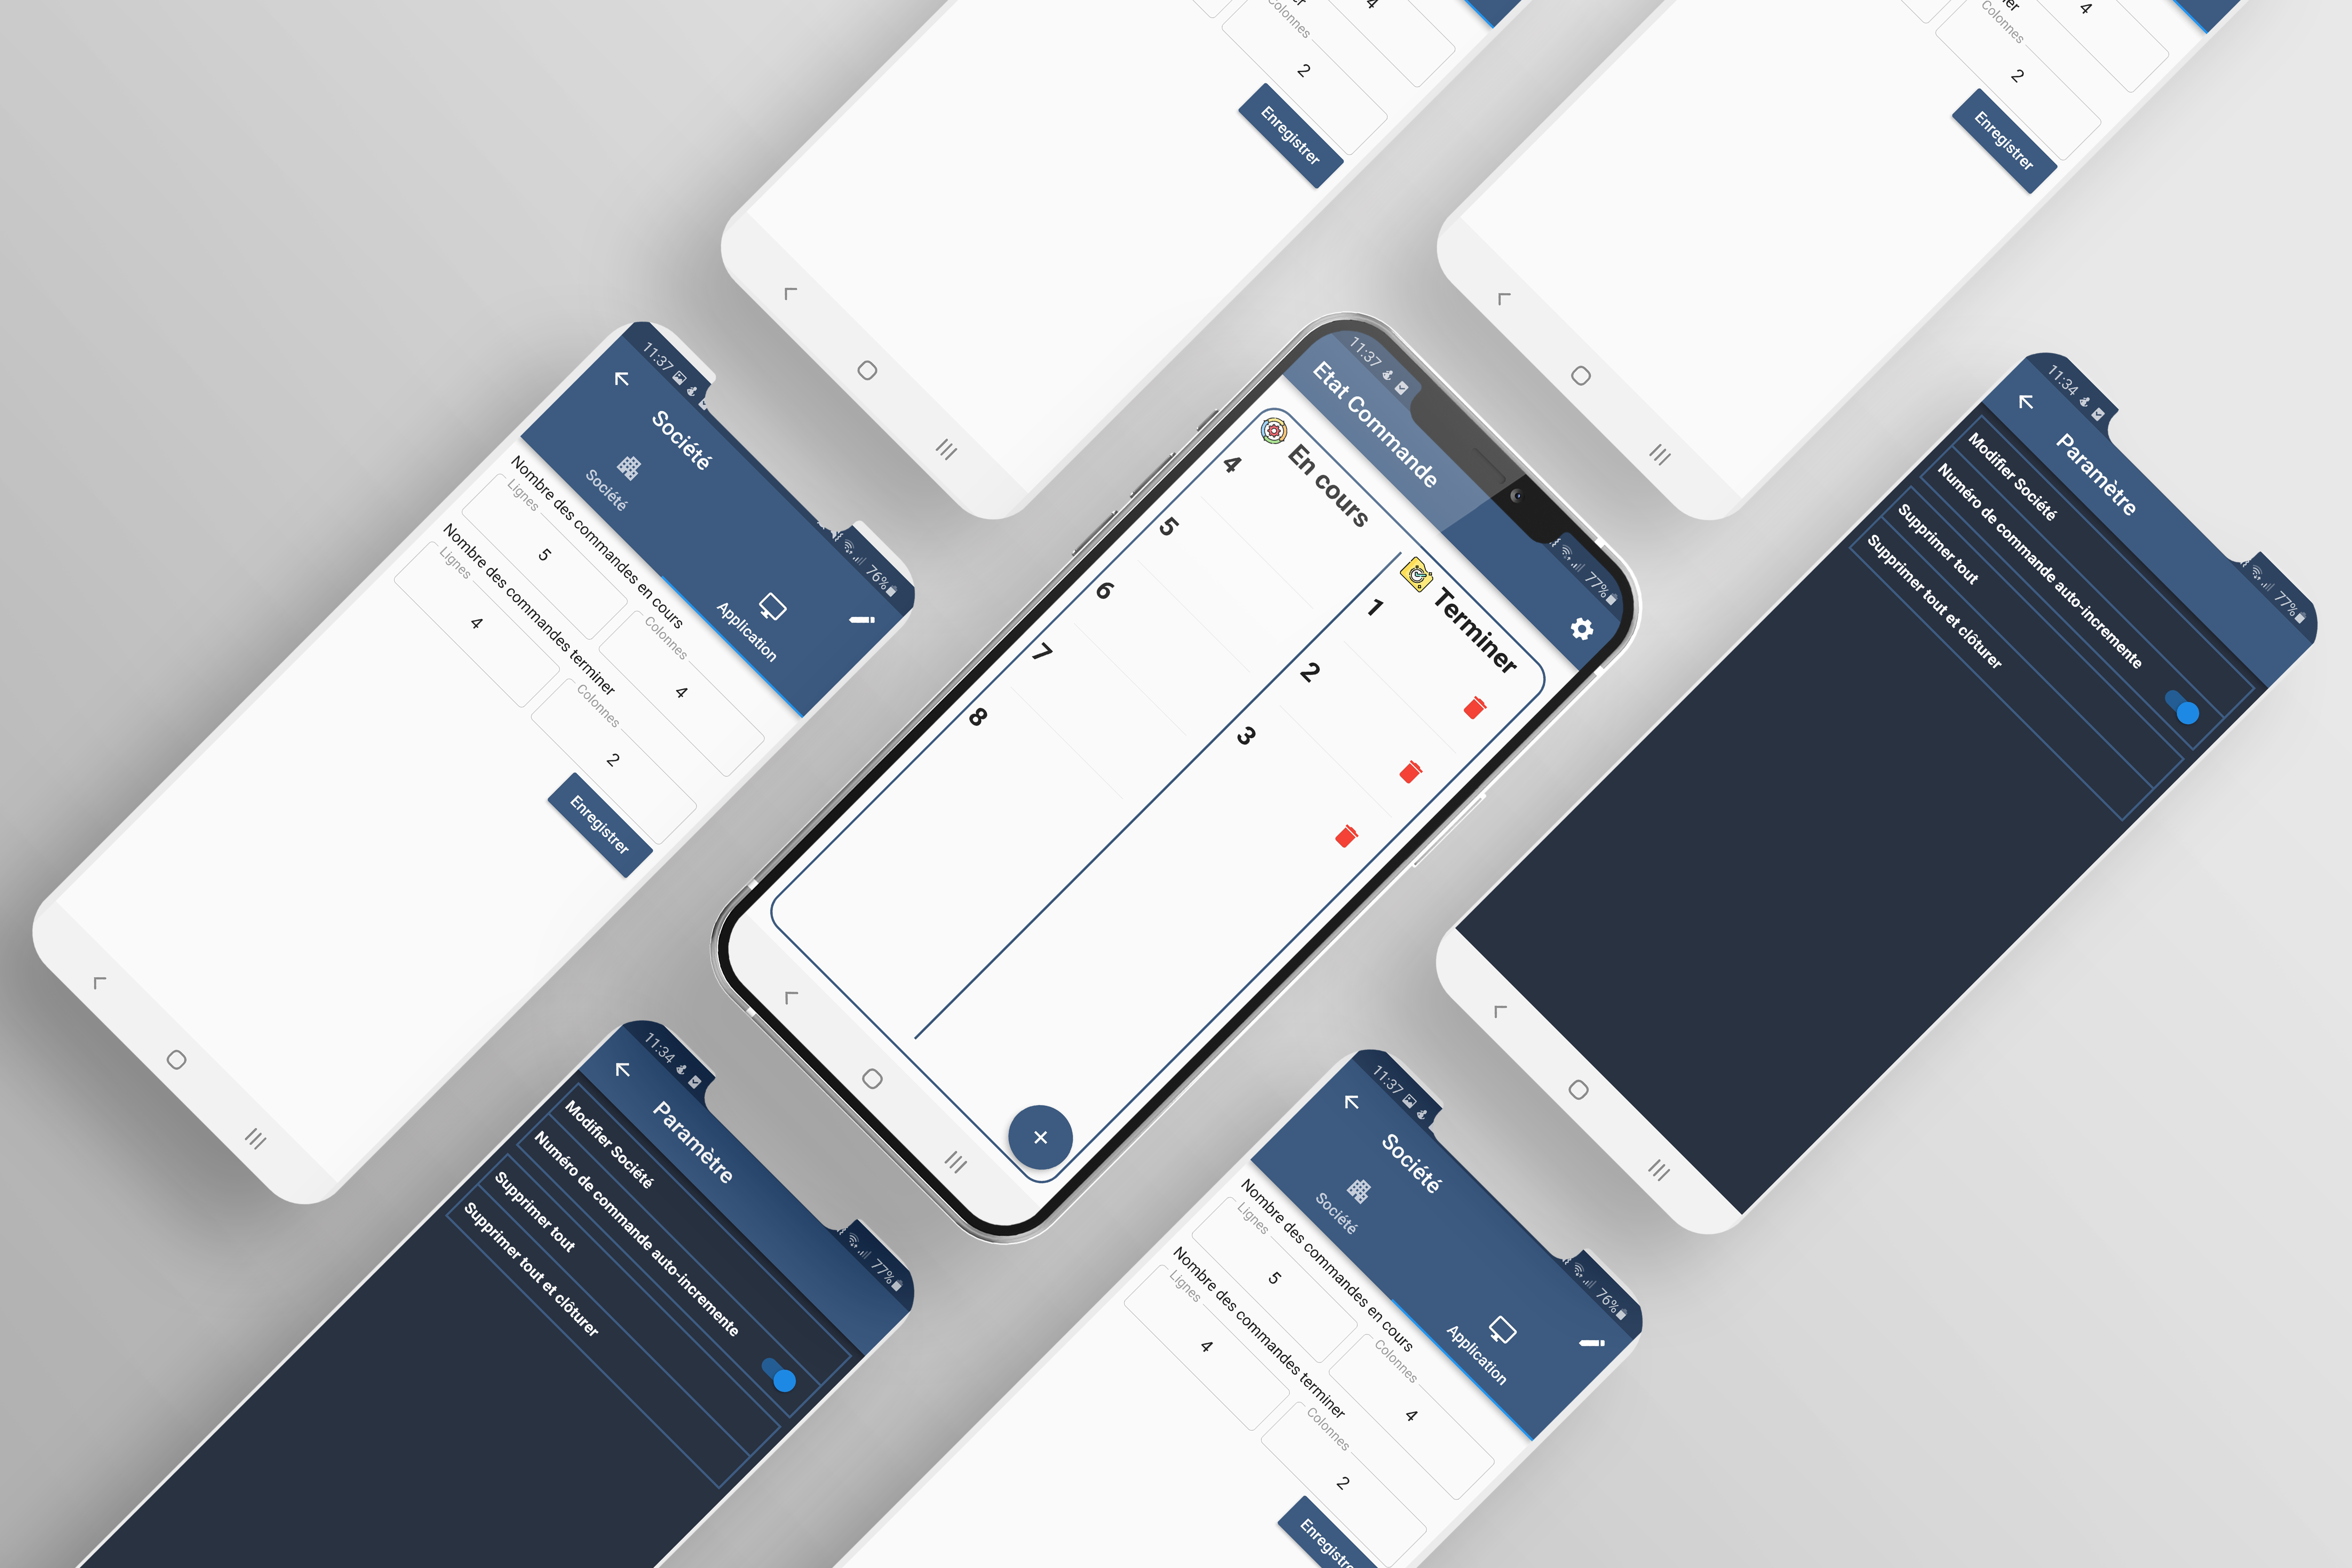 4
er
Colonnes
2
Enregistrer
4
er
Colonnes
2
Enregistrer
11:37
76%
Société
Société
Application
Nombre des commandes en cours
Lignes
5
Colonnes
4
Nombre des commandes terminer
Lignes
4
Colonnes
2
Enregistrer
11:37
77%
Etat Commande
En cours
4
5
6
7
8
Terminer
1
2
3
11:34
77%
Paramètre
Modifier Société
Numéro de commande auto-incremente
Supprimer tout
Supprimer tout et clôturer
11:34
77%
Paramètre
Modifier Société
Numéro de commande auto-incremente
Supprimer tout
Supprimer tout et clôturer
11:37
76%
Société
Société
Application
Nombre des commandes en cours
Lignes
5
Colonnes
4
Nombre des commandes terminer
Lignes
4
Colonnes
2
Enregistre